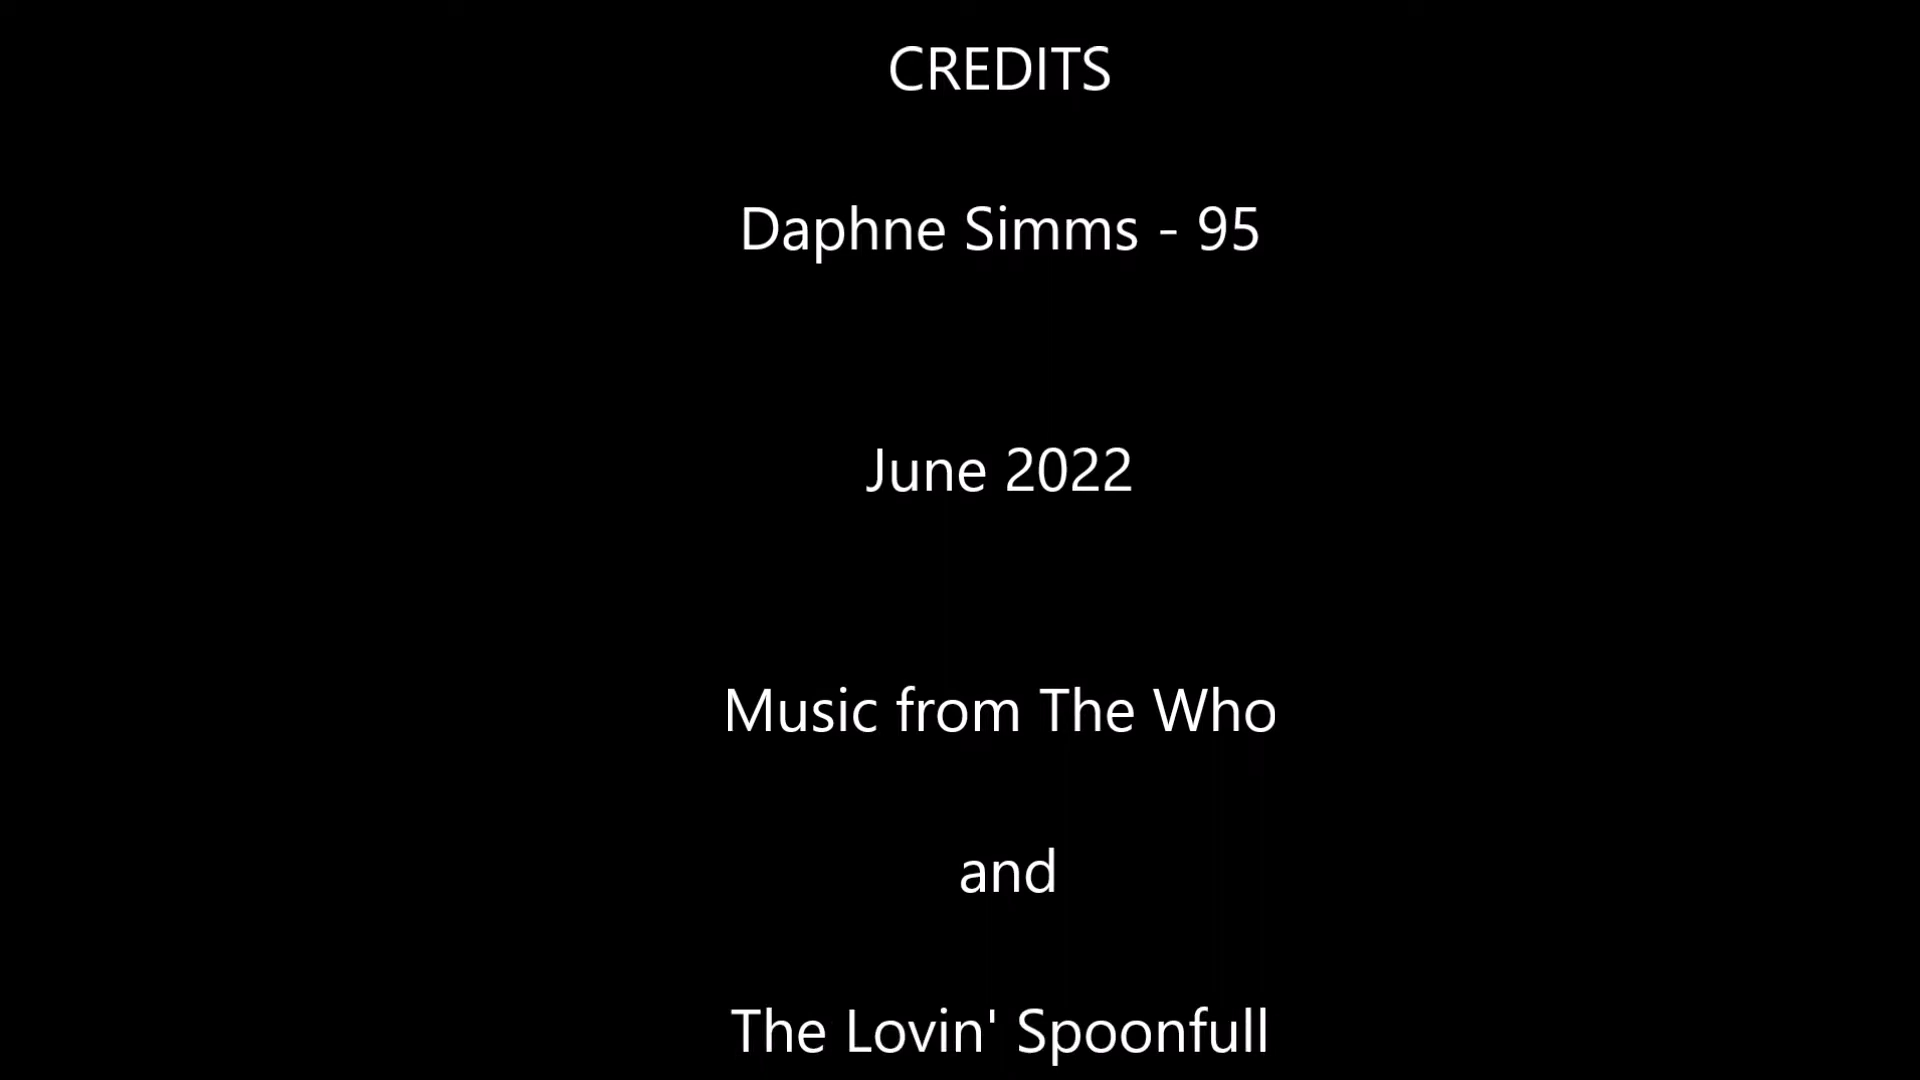 CREDITS
Daphne Simms - 95
June 2022
Music from The Who
and
The Lovin' Spoonfull